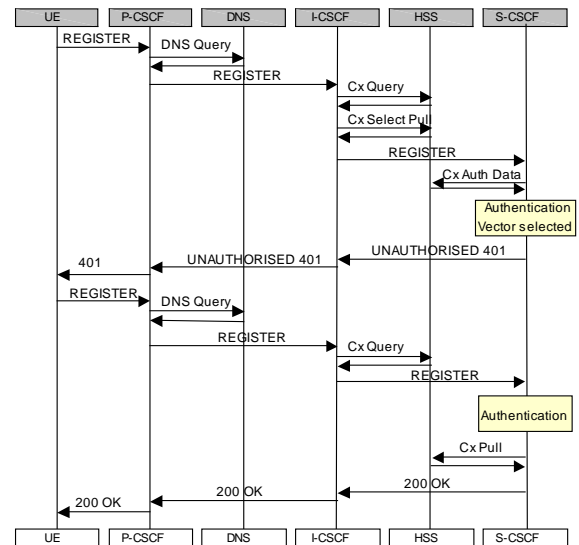 UE P-CSCF DNS I-CSCF HSS S-CSCF
REGISTER
DNS Query
REGISTER
Cx Query
Cx Select Pull
REGISTER
Cx Auth Data
Authentication
Vector selected
UNAUTHORISED 401
UNAUTHORISED 401
401
REGISTER
DNS Query
REGISTER
Cx Query
REGISTER
Authentication
Cx Pull
200 OK
200 OK
200 OK
UE P-CSCF DNS I-CSCF HSS S-CSCF